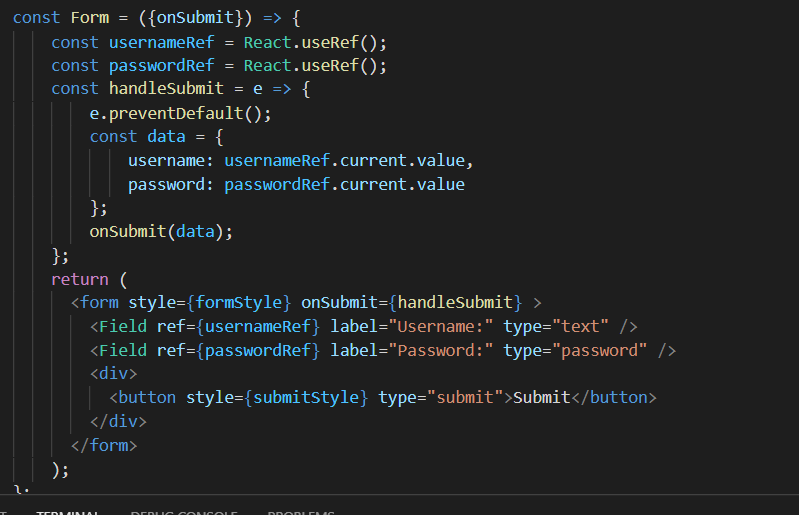 const Form = ({onSubmit}) => {
    const usernameRef = React.useRef();
    const passwordRef = React.useRef();
    const handleSubmit = e => {
        e.preventDefault();
        const data = {
            username: usernameRef.current.value,
            password: passwordRef.current.value
        };
        onSubmit(data);
    };
    return (
      <form style={formStyle} onSubmit={handleSubmit} >
        <Field ref={usernameRef} label="Username:" type="text" />
        <Field ref={passwordRef} label="Password:" type="password" />
        <div>
          <button style={submitStyle} type="submit">Submit</button>
        </div>
      </form>
    );
};
TERMINAL DEBUG CONSOLE PROBLEMS